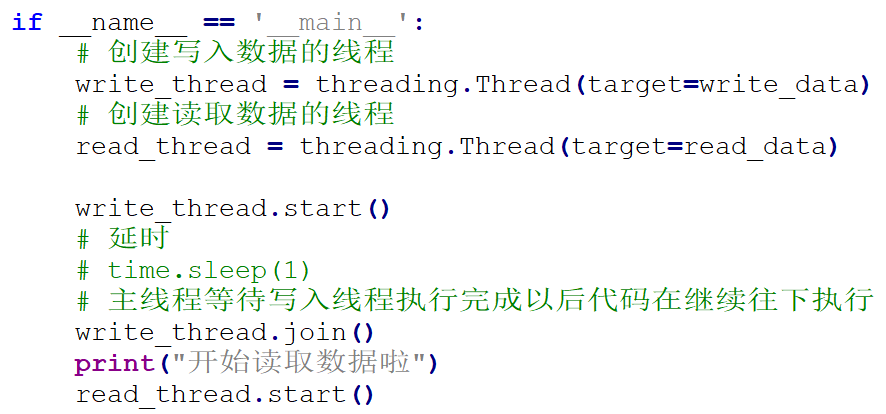 if __name__ == '__main__':
    # 创建写入数据的线程
    write_thread = threading.Thread(target=write_data)
    # 创建读取数据的线程
    read_thread = threading.Thread(target=read_data)

    write_thread.start()
    # 延时
    # time.sleep(1)
    # 主线程等待写入线程执行完成以后代码在继续往下执行
    write_thread.join()
    print("开始读取数据啦")
    read_thread.start()